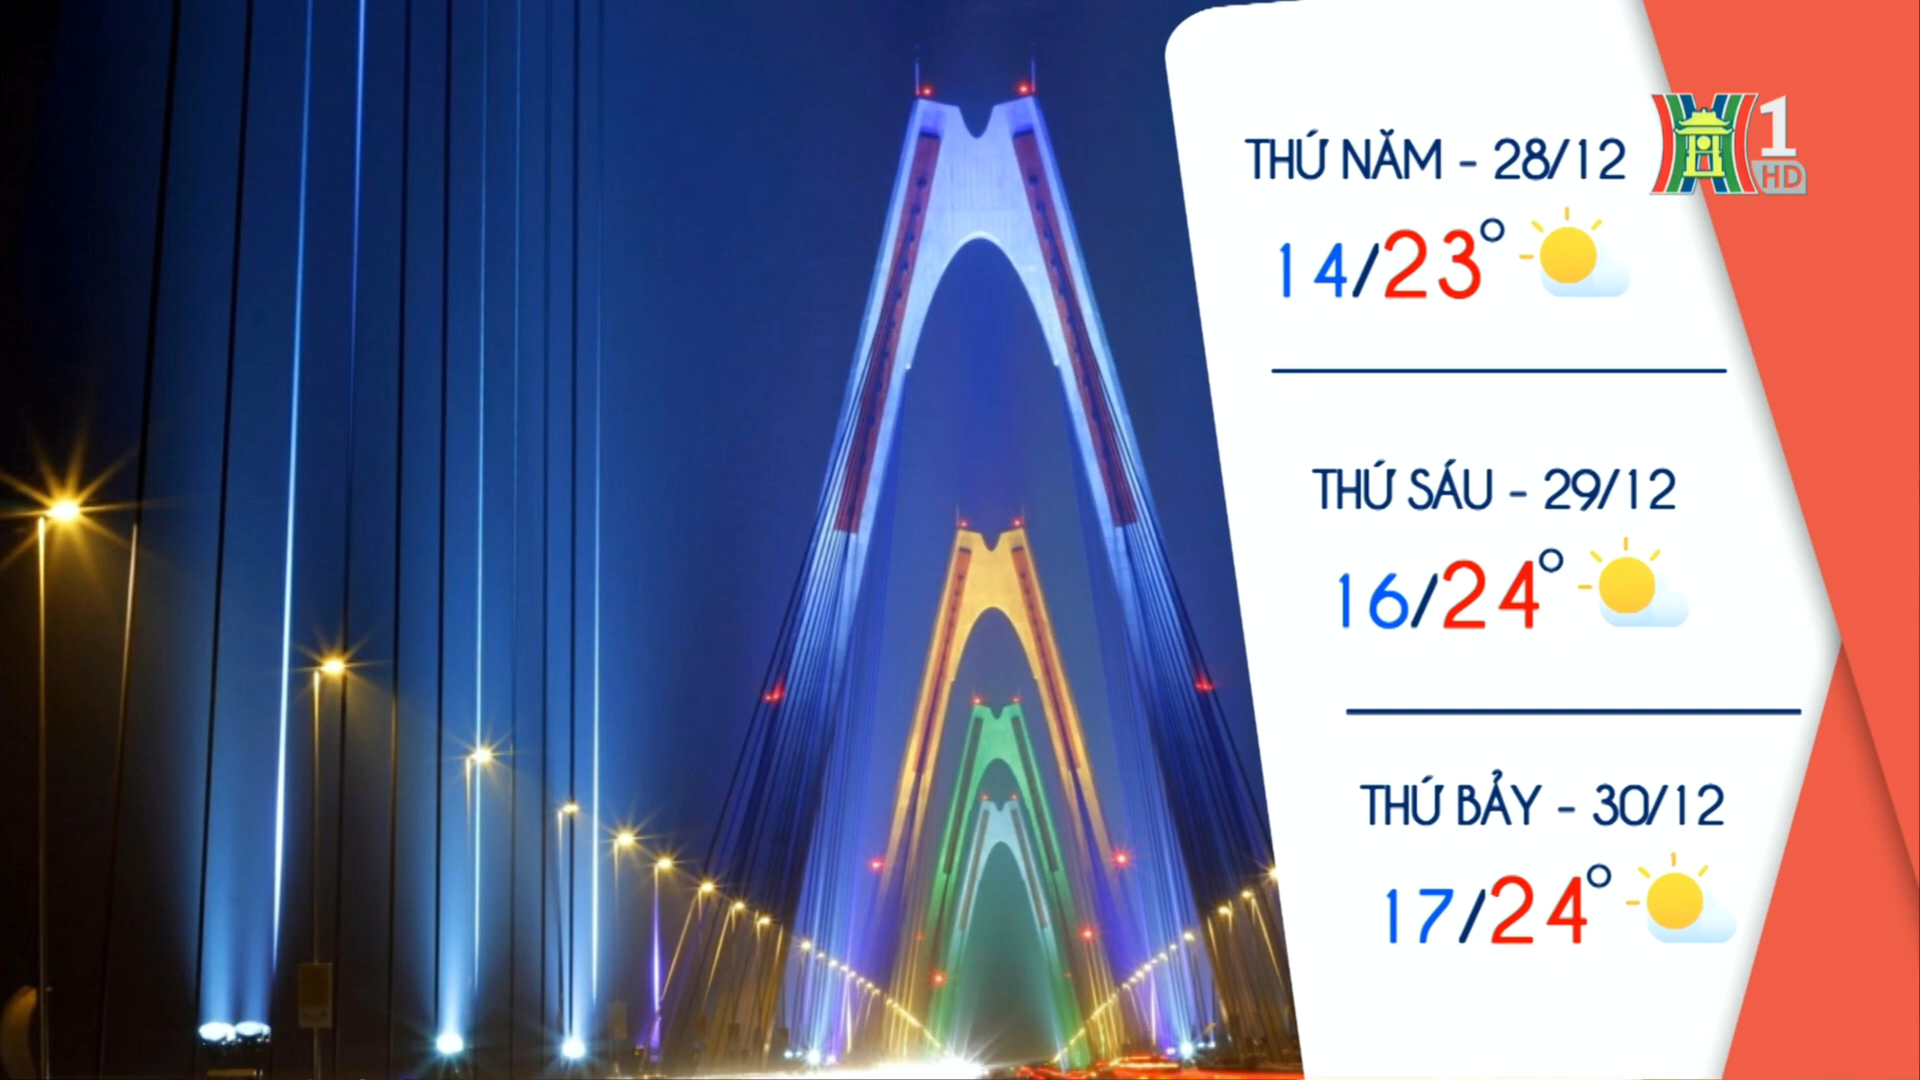 THỨ NĂM - 28/12
1
HD
14/23°
THỨ SÁU - 29/12
16/24°
THỨ BẢY - 30/12
17/24°